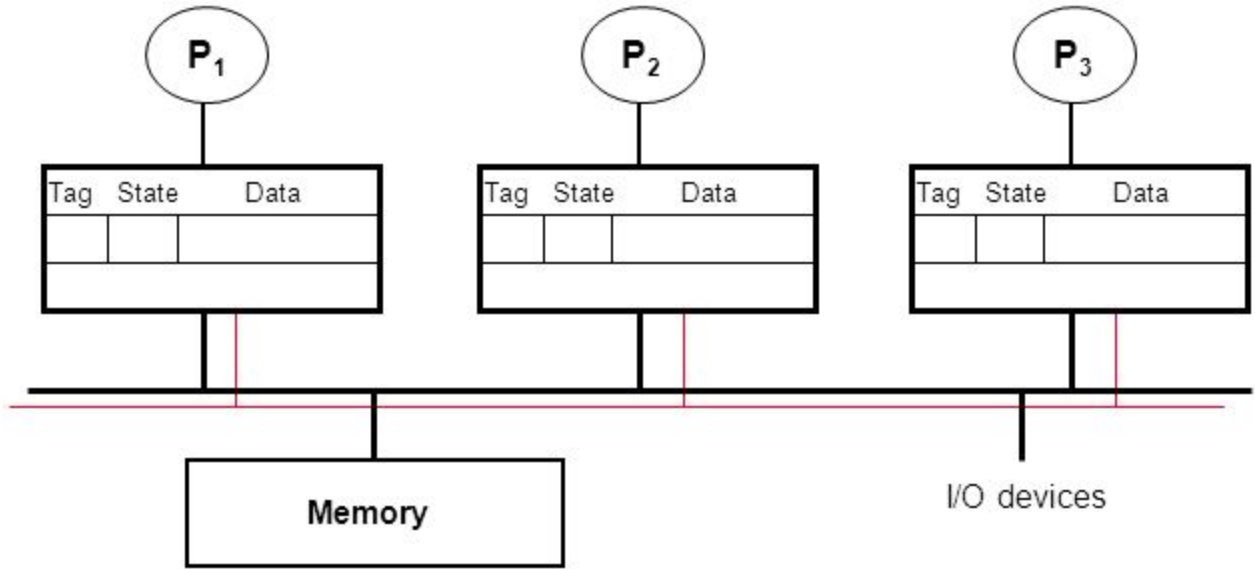 P1 P2 P3
Tag State Data Tag State Data Tag State Data
I/O devices
Memory